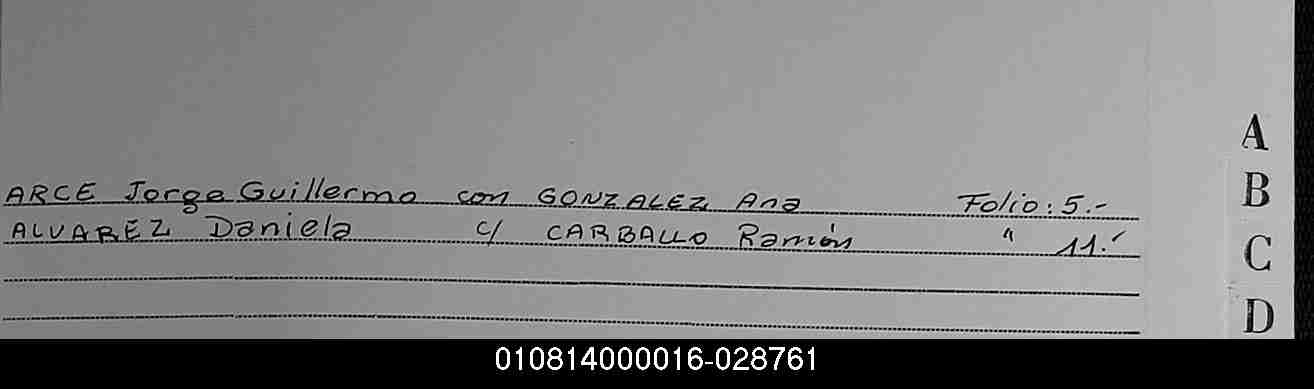 ARCE Jorge Guillermo con GONZALEZ Ana Folio: 5.-
ALVAREZ Daniela c/ CARBALLO Ramón " 11.-
A
B
C
D
010814000016-028761